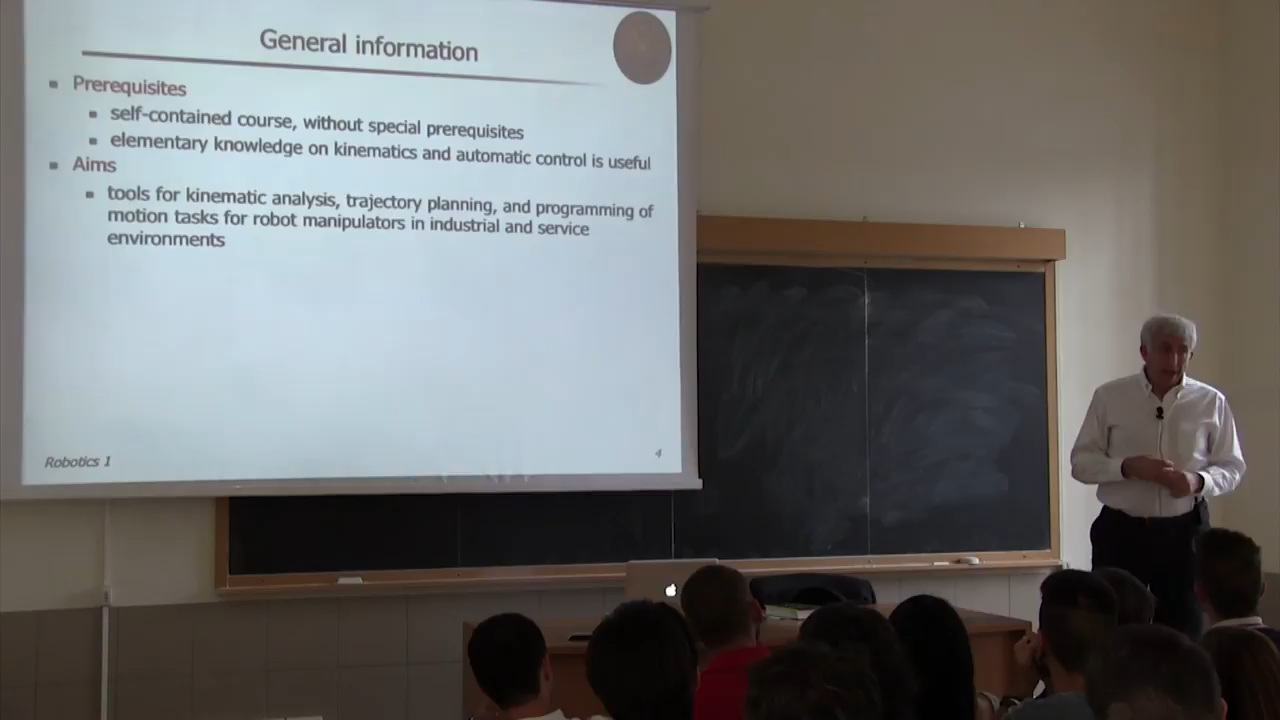 General information
Prerequisites
self-contained course, without special prerequisites
elementary knowledge on kinematics and automatic control is useful
Aims
tools for kinematic analysis, trajectory planning, and programming of
motion tasks for robot manipulators in industrial and service
environments
Robotics 1
4